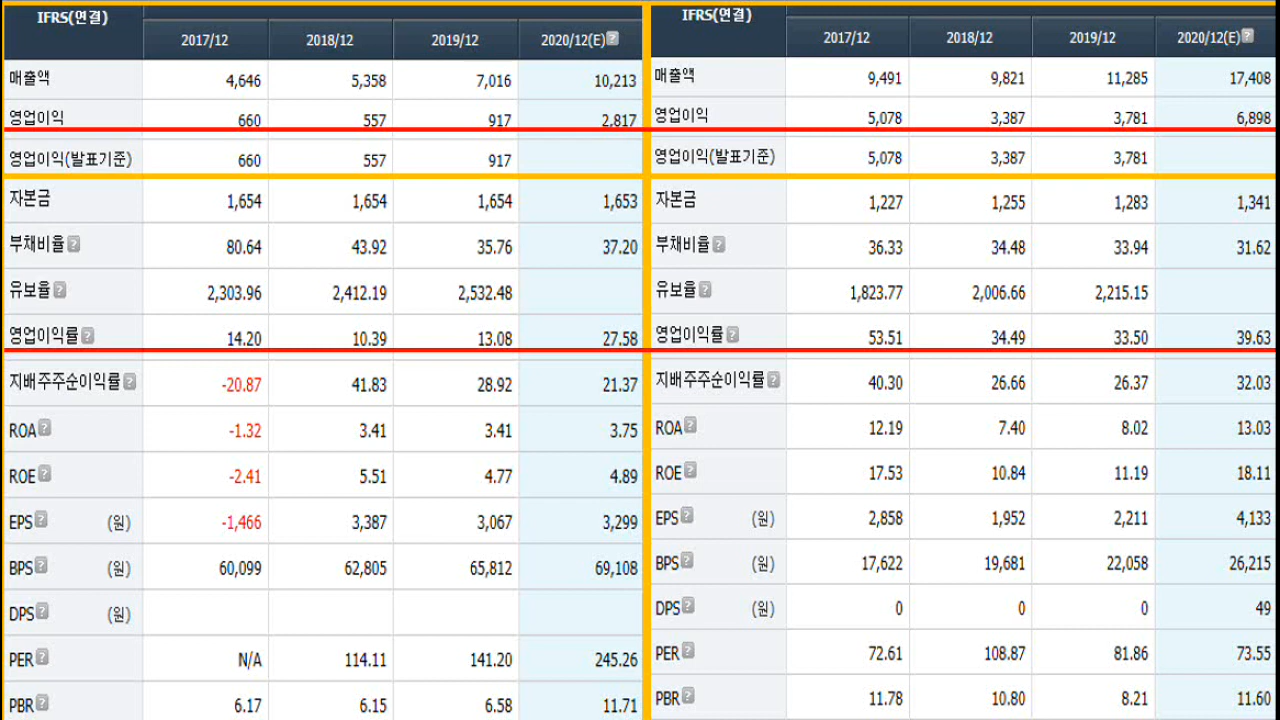 IFRS(연결)
2017/12 2018/12 2019/12 2020/12(E)?
매출액 4,646 5,358 7,016 10,213
영업이익 660 557 917 2,817
영업이익(발표기준) 660 557 917
자본금 1,654 1,654 1,654 1,653
부채비율? 80.64 43.92 35.76 37.20
유보율? 2,303.96 2,412.19 2,532.48
영업이익률? 14.20 10.39 13.08 27.58
지배주주순이익률? -20.87 41.83 28.92 21.37
ROA? -1.32 3.41 3.41 3.75
ROE? -2.41 5.51 4.77 4.89
EPS? (원) -1,466 3,387 3,067 3,299
BPS? (원) 60,099 62,805 65,812 69,108
DPS? (원)
PER? N/A 114.11 141.20 245.26
PBR? 6.17 6.15 6.58 11.71
IFRS(연결)
2017/12 2018/12 2019/12 2020/12(E)?
매출액 9,491 9,821 11,285 17,408
영업이익 5,078 3,387 3,781 6,898
영업이익(발표기준) 5,078 3,387 3,781
자본금 1,227 1,255 1,283 1,341
부채비율? 36.33 34.48 33.94 31.62
유보율? 1,823.77 2,006.66 2,215.15
영업이익률? 53.51 34.49 33.50 39.63
지배주주순이익률? 40.30 26.66 26.37 32.03
ROA? 12.19 7.40 8.02 13.03
ROE? 17.53 10.84 11.19 18.11
EPS? (원) 2,858 1,952 2,211 4,133
BPS? (원) 17,622 19,681 22,058 26,215
DPS? (원) 0 0 0 49
PER? 72.61 108.87 81.86 73.55
PBR? 11.78 10.80 8.21 11.60